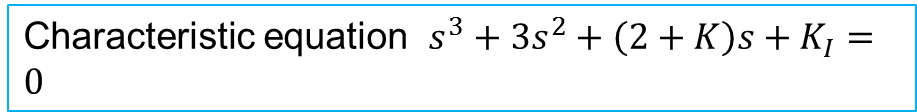 Characteristic equation s³ + 3s² + (2 + K)s + K_I =
0